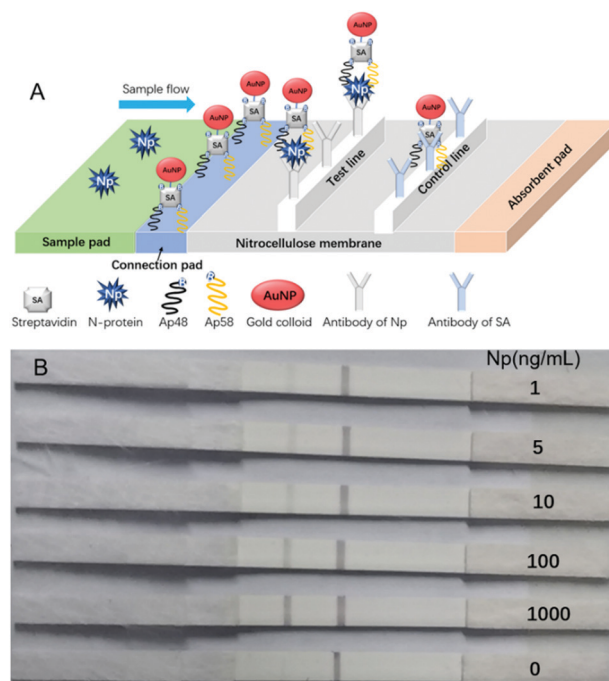 AuNP
SA
AuNP
AuNP
AuNP
AuNP
A
Sample flow
SA
SA
SA
Np
SA
Np
AuNP
SA
Np
Np
AuNP
SA
Test line
Control line
Absorbent pad
Sample pad
Nitrocellulose membrane
Connection pad
SA
Np
R
R
AuNP
Streptavidin
N-protein
Ap48
Ap58
Gold colloid
Antibody of Np
Antibody of SA
B
Np(ng/mL)
1
5
10
100
1000
0